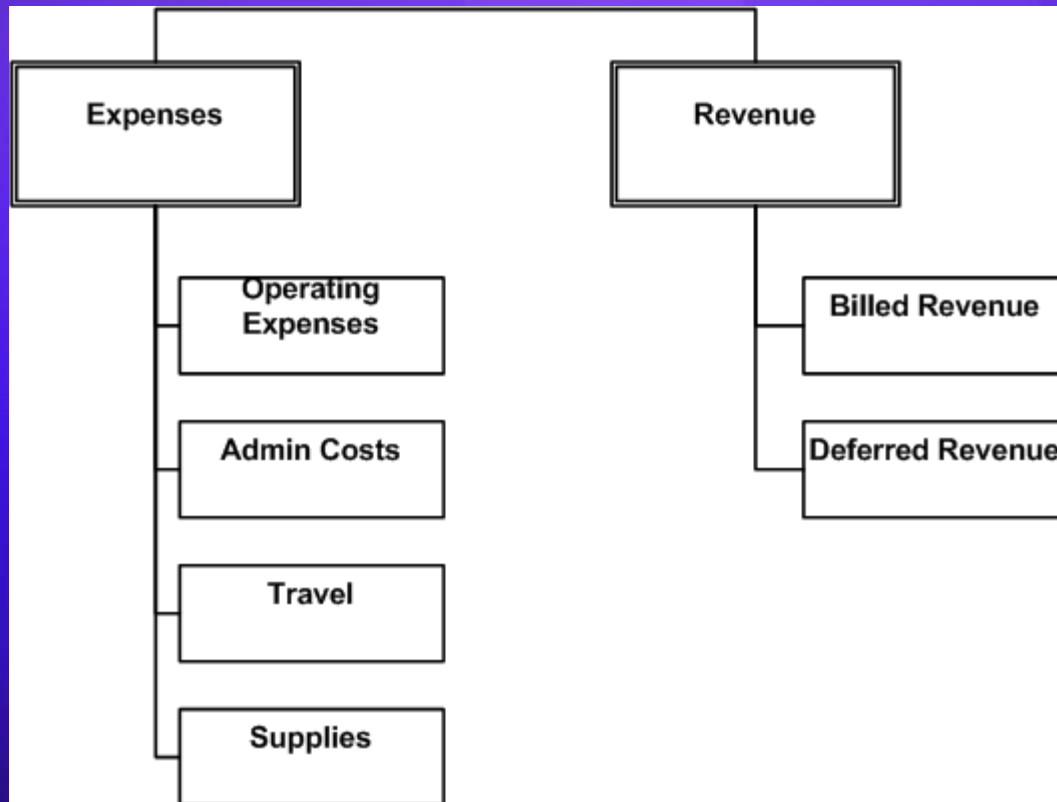 Expenses
Revenue
Operating
Expenses
Billed Revenue
Admin Costs
Deferred Revenue
Travel
Supplies